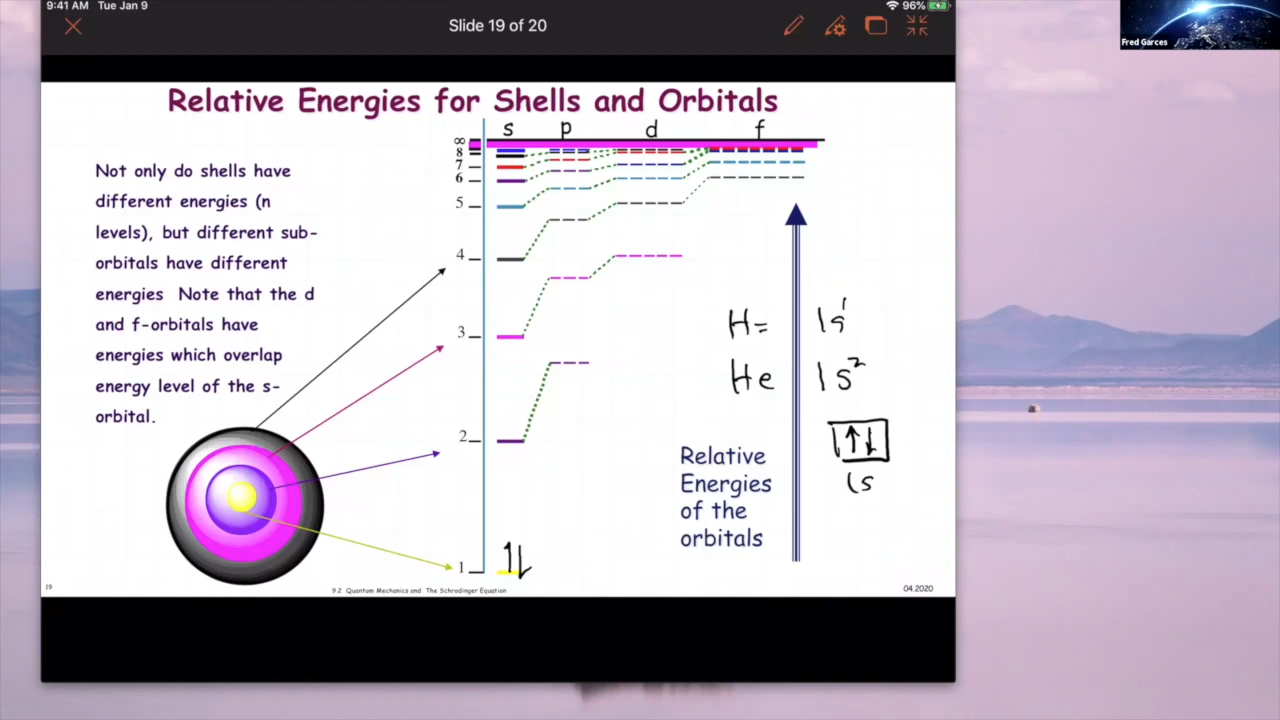 9:41 AM Tue Jan 9
96%
Slide 19 of 20
Fred Garces
Relative Energies for Shells and Orbitals
s p d f
∞
8
7
6
5
4
3
2
1
Not only do shells have
different energies (n
levels), but different sub-
orbitals have different
energies Note that the d
and f-orbitals have
energies which overlap
energy level of the s-
orbital.
H= 1s¹
He 1s²
↑↓
1s
Relative
Energies
of the
orbitals
19
9.2 Quantum Mechanics and The Schrodinger Equation
04.2020